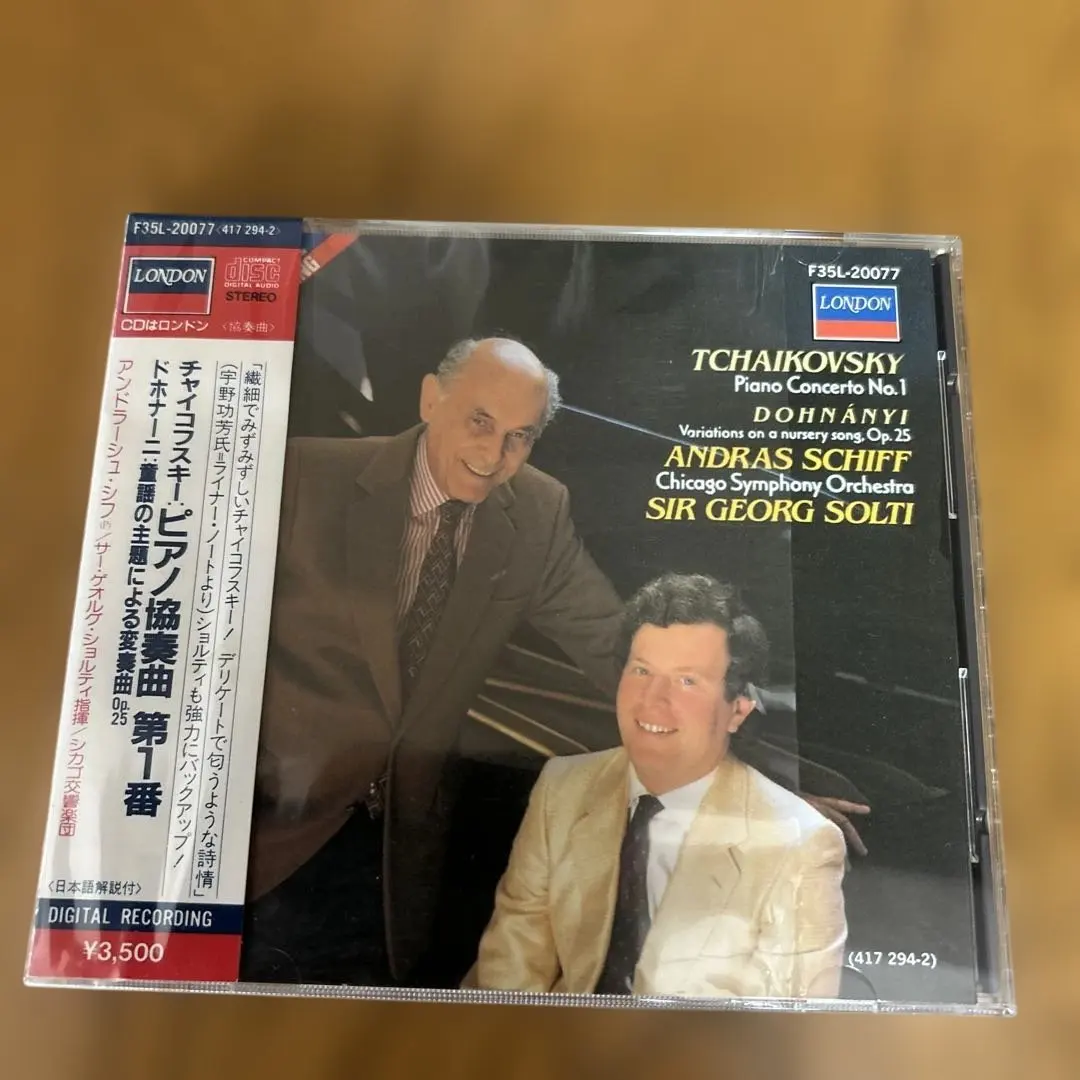 F35L-20077〈417 294-2〉
LONDON
COMPACT
disc
DIGITAL AUDIO
STEREO
CDはロンドン
〈協奏曲〉
「繊細でみずみずしいチャイコフスキー! デリケートで匂うような詩情」
(宇野功芳氏=ライナー・ノートより)ショルティも強力にバックアップ!
チャイコフスキー:ピアノ協奏曲 第1番
ドホナーニ:童謡の主題による変奏曲 Op.25
アンドラーシュ・シフ(P)/サー・ゲオルグ・ショルティ指揮/シカゴ交響楽団
〈日本語解説付〉
DIGITAL RECORDING
¥3,500
NG
F35L-20077
LONDON
TCHAIKOVSKY
Piano Concerto No.1
DOHNÁNYI
Variations on a nursery song, Op.25
ANDRAS SCHIFF
Chicago Symphony Orchestra
SIR GEORG SOLTI
(417 294-2)